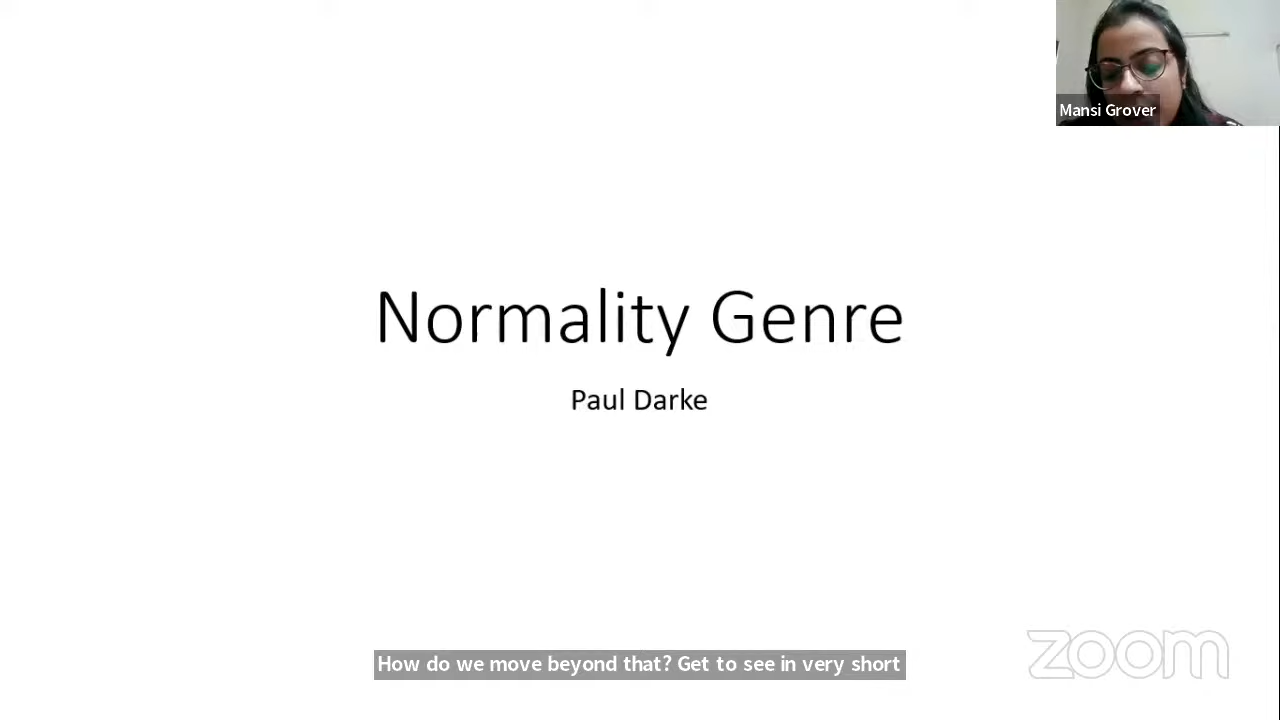 Mansi Grover
Normality Genre
Paul Darke
How do we move beyond that? Get to see in very short
zoom